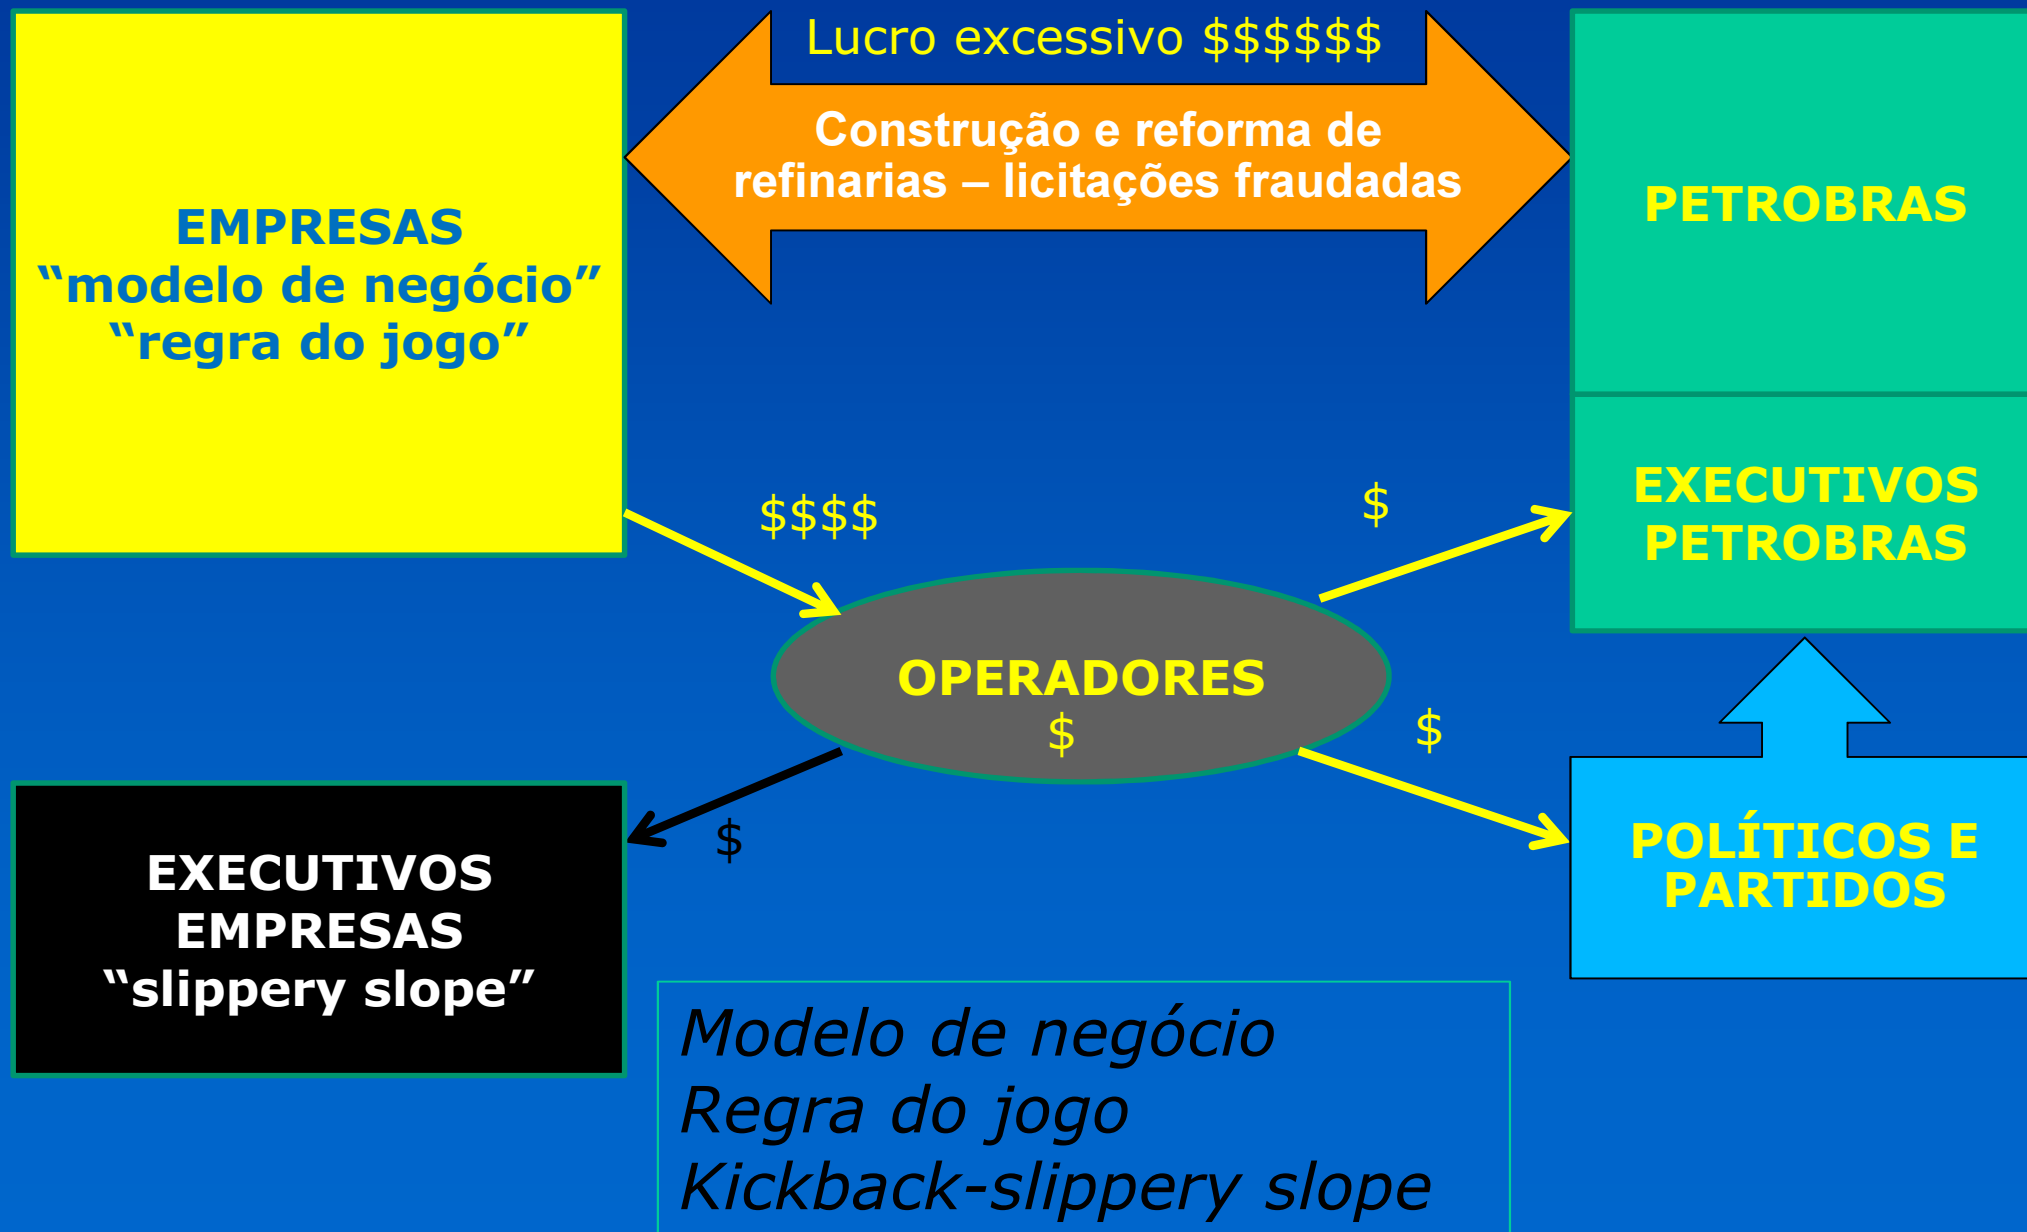 Lucro excessivo $$$$$$
Construção e reforma de
refinarias – licitações fraudadas
EMPRESAS
“modelo de negócio”
“regra do jogo”
PETROBRAS
EXECUTIVOS
PETROBRAS
$$$$
$
OPERADORES
$
$
$
POLÍTICOS E
PARTIDOS
EXECUTIVOS
EMPRESAS
“slippery slope”
Modelo de negócio
Regra do jogo
Kickback-slippery slope